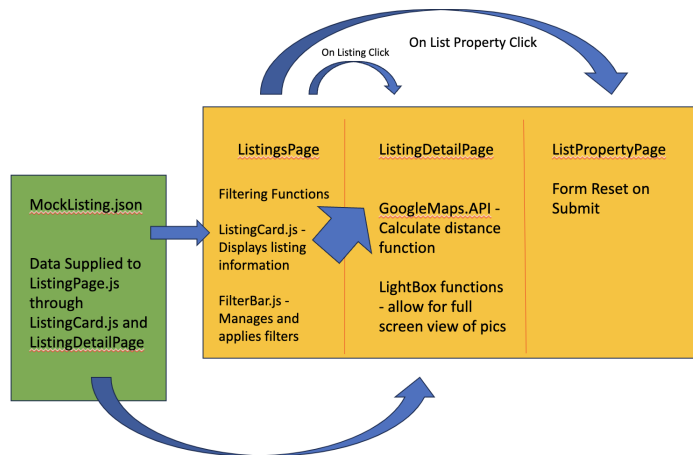 On List Property Click
On Listing Click
MockListing.json
Data Supplied to
ListingPage.js
through
ListingCard.js and
ListingDetailPage
ListingsPage
Filtering Functions
ListingCard.js -
Displays listing
information
FilterBar.js -
Manages and
applies filters
ListingDetailPage
GoogleMaps.API -
Calculate distance
function
LightBox functions
- allow for full
screen view of pics
ListPropertyPage
Form Reset on
Submit